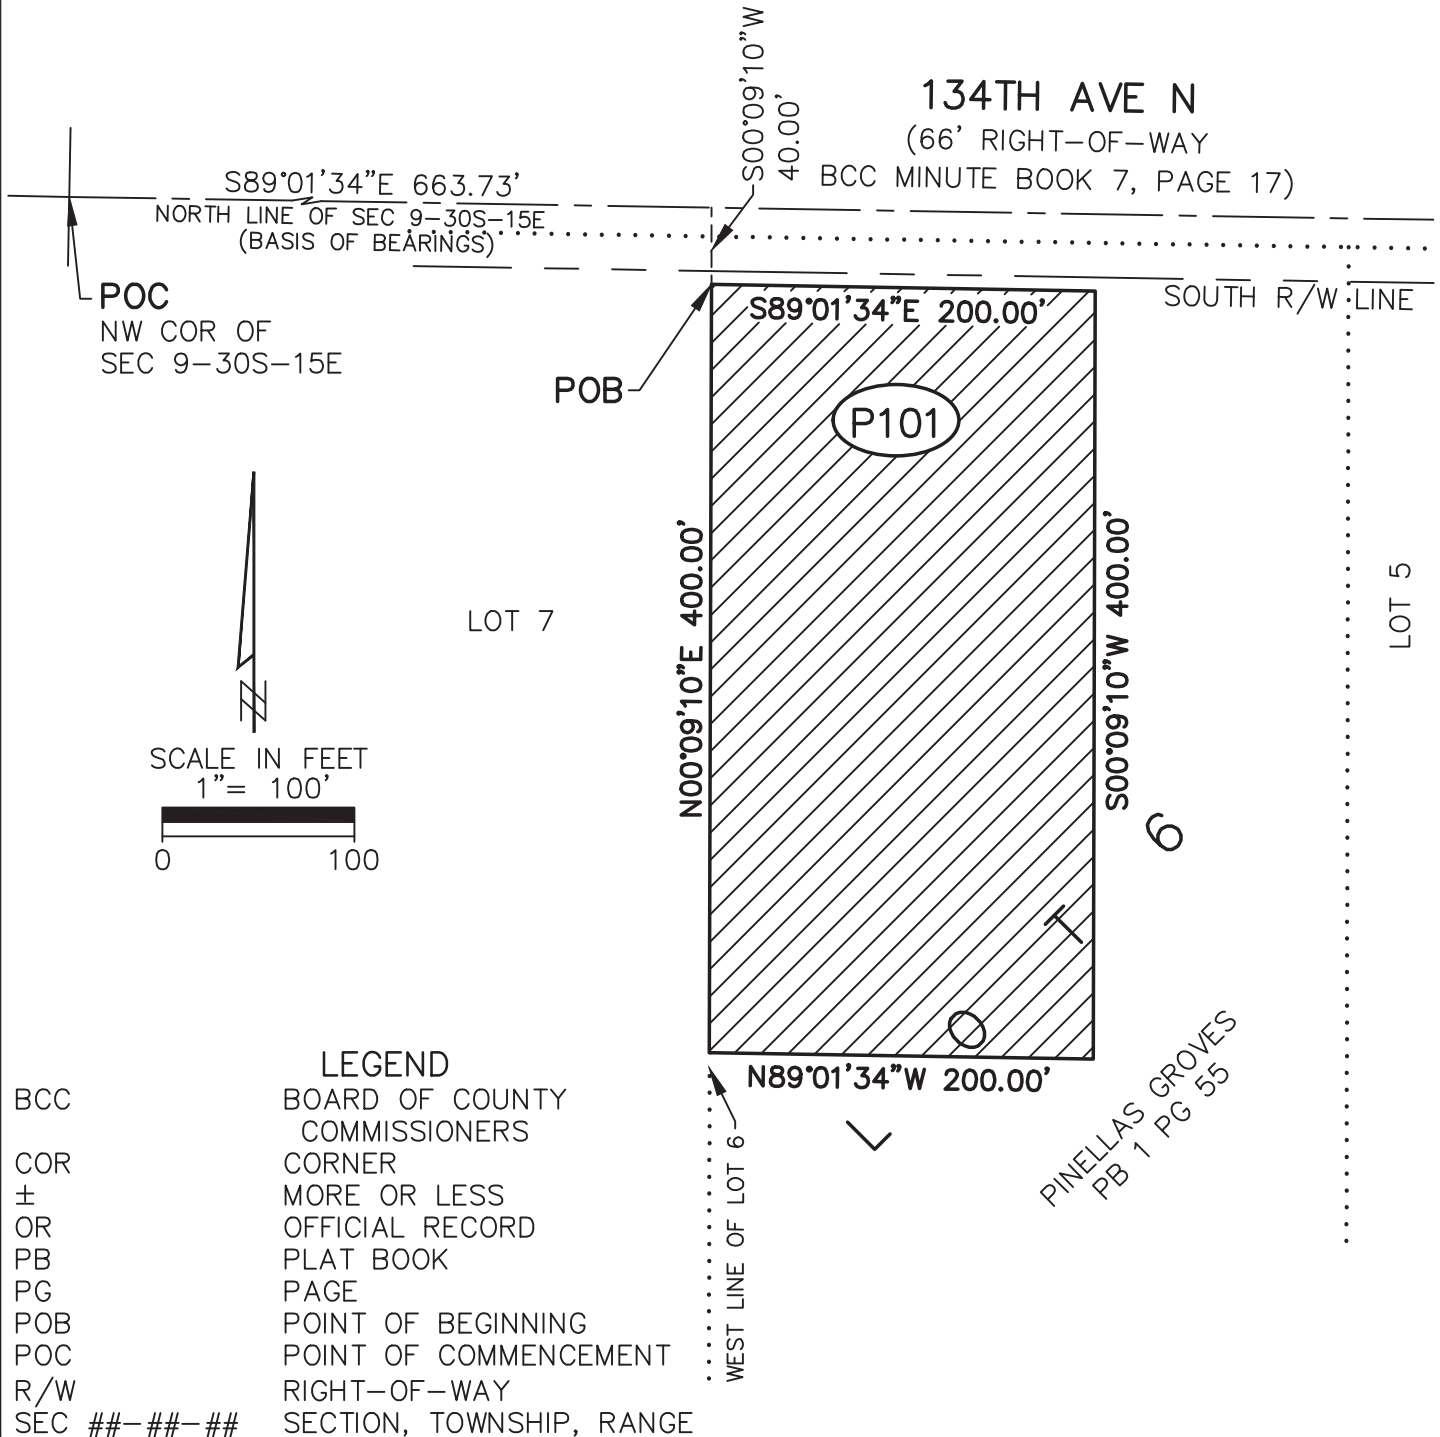 S00°09'10"W
40.00'
134TH AVE N
(66' RIGHT-OF-WAY
BCC MINUTE BOOK 7, PAGE 17)
S89°01'34"E 663.73'
NORTH LINE OF SEC 9-30S-15E
(BASIS OF BEARINGS)
POC
NW COR OF
SEC 9-30S-15E
SOUTH R/W LINE
S89°01'34"E 200.00'
POB
P101
N00°09'10"E 400.00'
S00°09'10"W 400.00'
LOT 7
LOT 5
N
SCALE IN FEET
1"= 100'
0 100
LOT 6
N89°01'34"W 200.00'
WEST LINE OF LOT 6
PINELLAS GROVES
PB 1 PG 55
LEGEND
BCC BOARD OF COUNTY
COMMISSIONERS
COR CORNER
± MORE OR LESS
OR OFFICIAL RECORD
PB PLAT BOOK
PG PAGE
POB POINT OF BEGINNING
POC POINT OF COMMENCEMENT
R/W RIGHT-OF-WAY
SEC ##-##-## SECTION, TOWNSHIP, RANGE